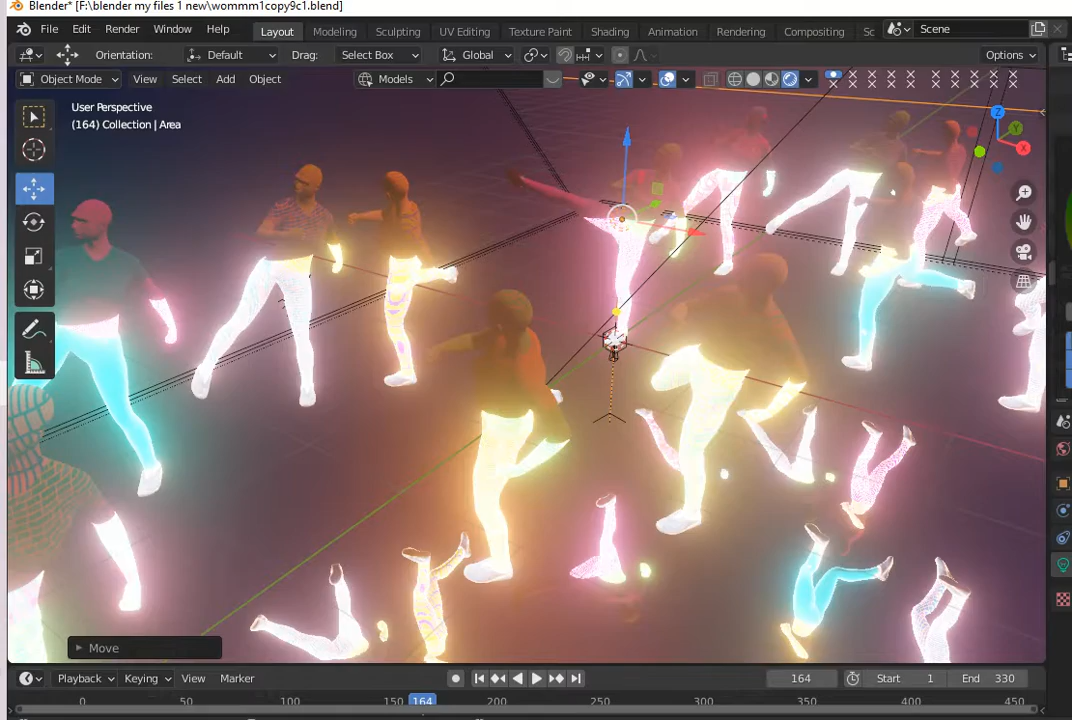 Blender* [F:\blender my files 1 new\wommm1copy9c1.blend]
File Edit Render Window Help Layout Modeling Sculpting UV Editing Texture Paint Shading Animation Rendering Compositing Sc Scene
Orientation: Default Drag: Select Box Global Options
Object Mode View Select Add Object Models
User Perspective
(164) Collection | Area
Z
Y
X
Move
Playback Keying View Marker 164 Start 1 End 330
0 50 100 164 200 250 300 350 400 450